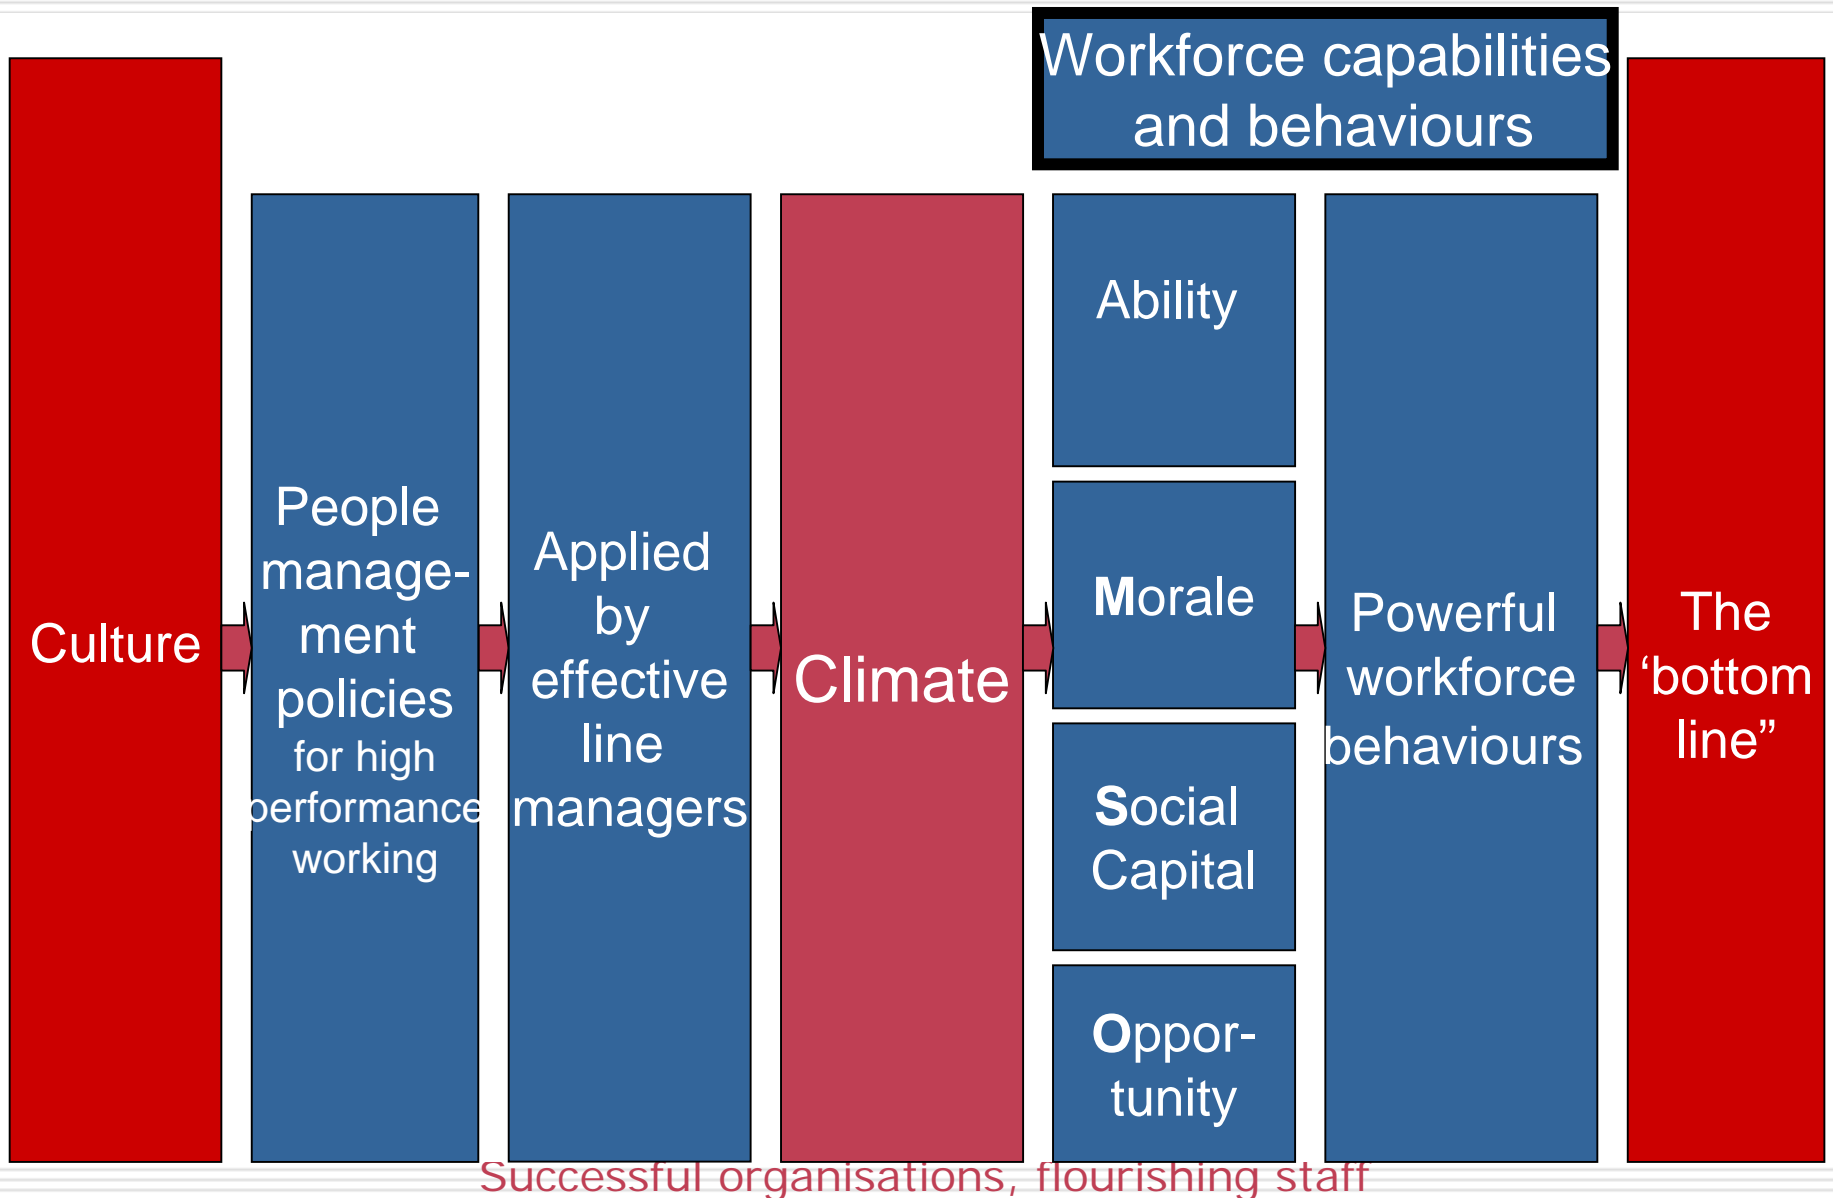 Workforce capabilities
and behaviours
Culture
People
manage-
ment
policies
for high
performance
working
Applied
by
effective
line
managers
Climate
Ability
Morale
Social
Capital
Oppor-
tunity
Powerful
workforce
behaviours
The
‘bottom
line”
Successful organisations, flourishing staff